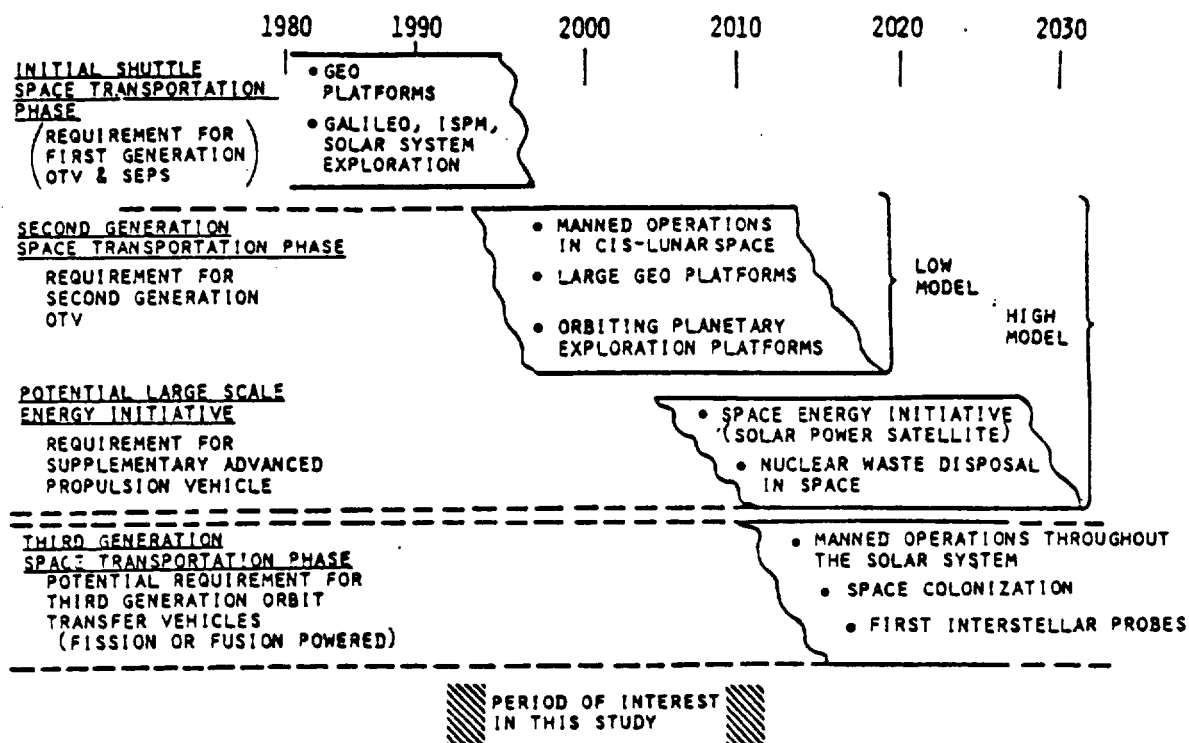 1980 1990 2000 2010 2020 2030
INITIAL SHUTTLE
SPACE TRANSPORTATION
PHASE
(REQUIREMENT FOR
FIRST GENERATION
OTV & SEPS)
• GEO
PLATFORMS
• GALILEO, ISPM,
SOLAR SYSTEM
EXPLORATION
SECOND GENERATION
SPACE TRANSPORTATION PHASE
REQUIREMENT FOR
SECOND GENERATION
OTV
• MANNED OPERATIONS
IN CIS-LUNAR SPACE
• LARGE GEO PLATFORMS
• ORBITING PLANETARY
EXPLORATION PLATFORMS
LOW
MODEL
HIGH
MODEL
POTENTIAL LARGE SCALE
ENERGY INITIATIVE
REQUIREMENT FOR
SUPPLEMENTARY ADVANCED
PROPULSION VEHICLE
• SPACE ENERGY INITIATIVE
(SOLAR POWER SATELLITE)
• NUCLEAR WASTE DISPOSAL
IN SPACE
THIRD GENERATION
SPACE TRANSPORTATION PHASE
POTENTIAL REQUIREMENT FOR
THIRD GENERATION ORBIT
TRANSFER VEHICLES
(FISSION OR FUSION POWERED)
• MANNED OPERATIONS THROUGHOUT
THE SOLAR SYSTEM
• SPACE COLONIZATION
• FIRST INTERSTELLAR PROBES
PERIOD OF INTEREST
IN THIS STUDY